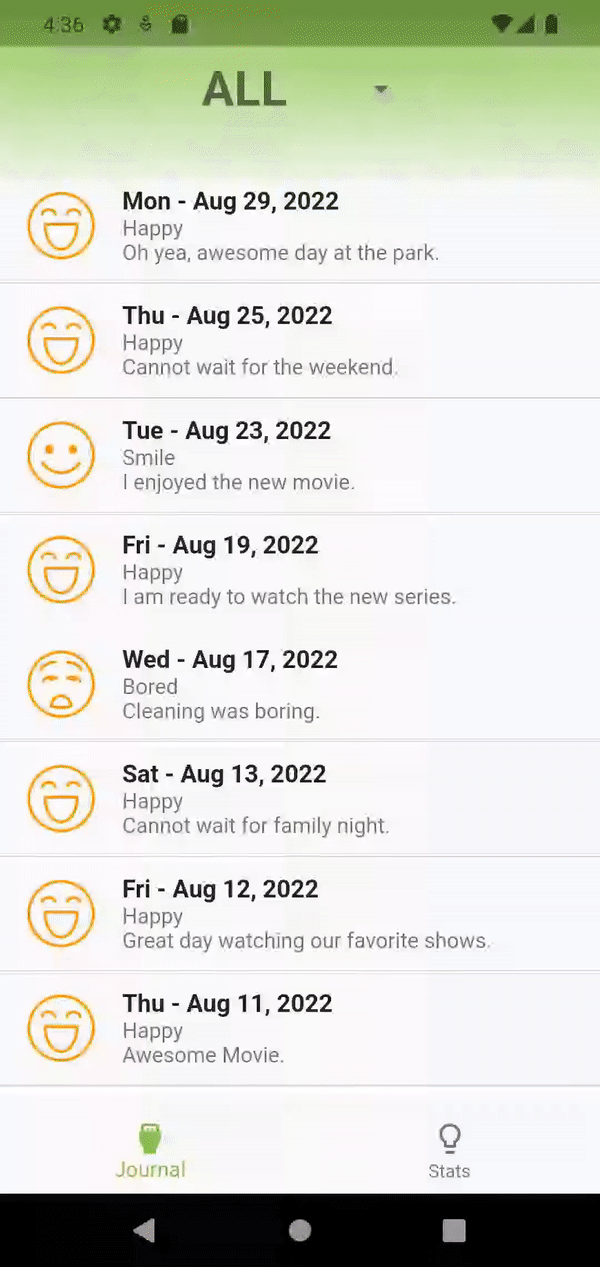 4:36
ALL
Mon - Aug 29, 2022
Happy
Oh yea, awesome day at the park.
Thu - Aug 25, 2022
Happy
Cannot wait for the weekend.
Tue - Aug 23, 2022
Smile
I enjoyed the new movie.
Fri - Aug 19, 2022
Happy
I am ready to watch the new series.
Wed - Aug 17, 2022
Bored
Cleaning was boring.
Sat - Aug 13, 2022
Happy
Cannot wait for family night.
Fri - Aug 12, 2022
Happy
Great day watching our favorite shows.
Thu - Aug 11, 2022
Happy
Awesome Movie.
Journal
Stats